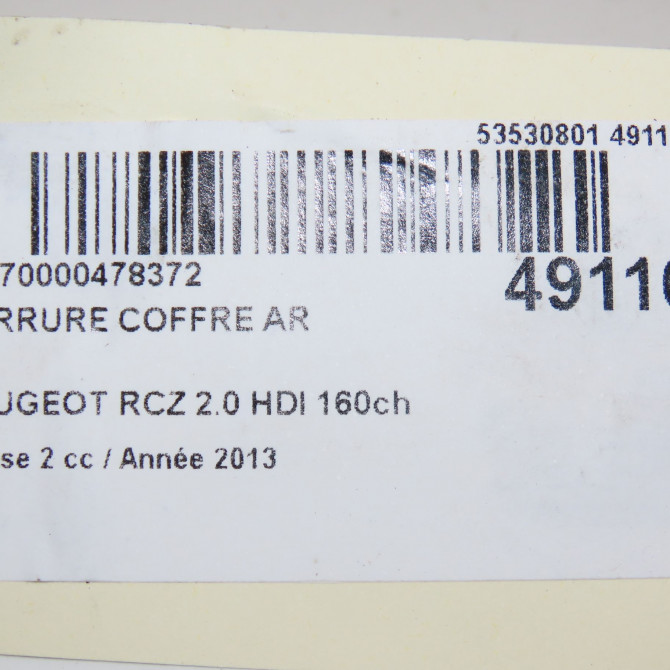 53530801 4911
70000478372
49110
RRURE COFFRE AR
UGEOT RCZ 2.0 HDI 160ch
se 2 cc / Année 2013